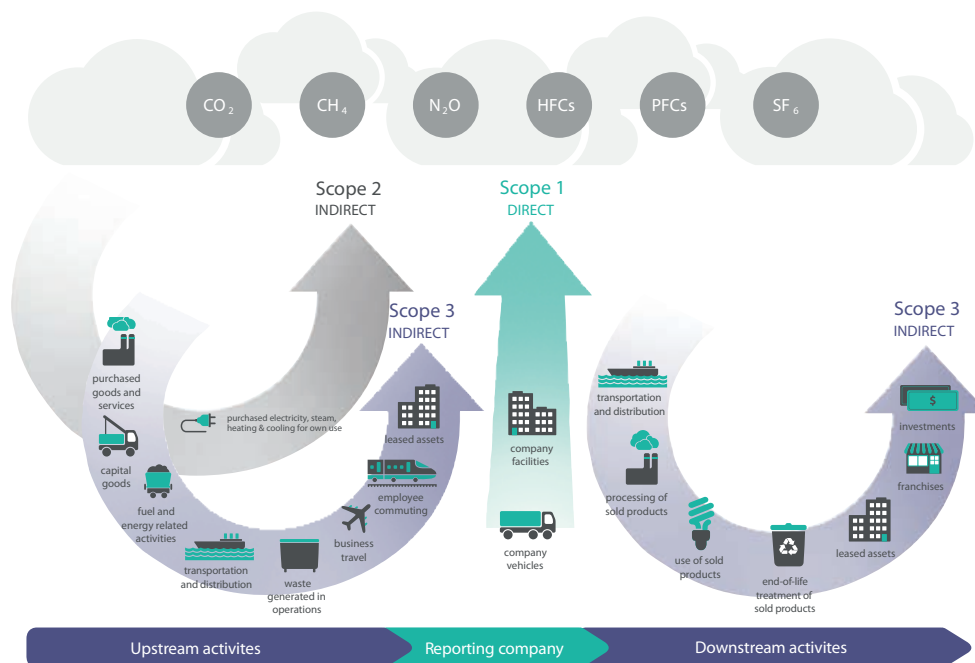 CO2
CH4
N2O
HFCs
PFCs
SF6
Scope 2
INDIRECT
Scope 1
DIRECT
Scope 3
INDIRECT
Scope 3
INDIRECT
purchased
goods and
services
capital
goods
fuel and
energy related
activities
transportation
and distribution
waste
generated in
operations
business
travel
employee
commuting
leased assets
purchased electricity, steam,
heating & cooling for own use
company
facilities
company
vehicles
transportation
and distribution
processing of
sold products
use of sold
products
end-of-life
treatment of
sold products
leased assets
franchises
$
investments
Upstream activites
Reporting company
Downstream activites